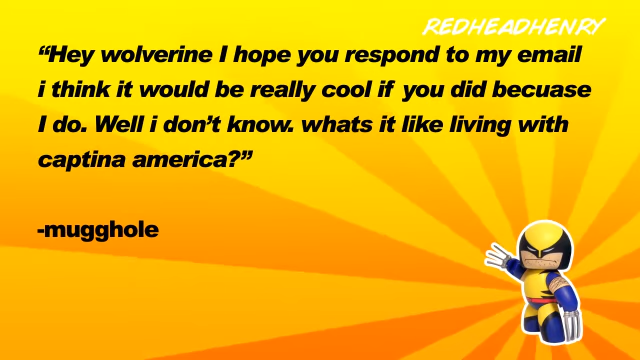 REDHEADHENRY
“Hey wolverine I hope you respond to my email
i think it would be really cool if you did becuase
I do. Well i don’t know. whats it like living with
captina america?”
-mugghole